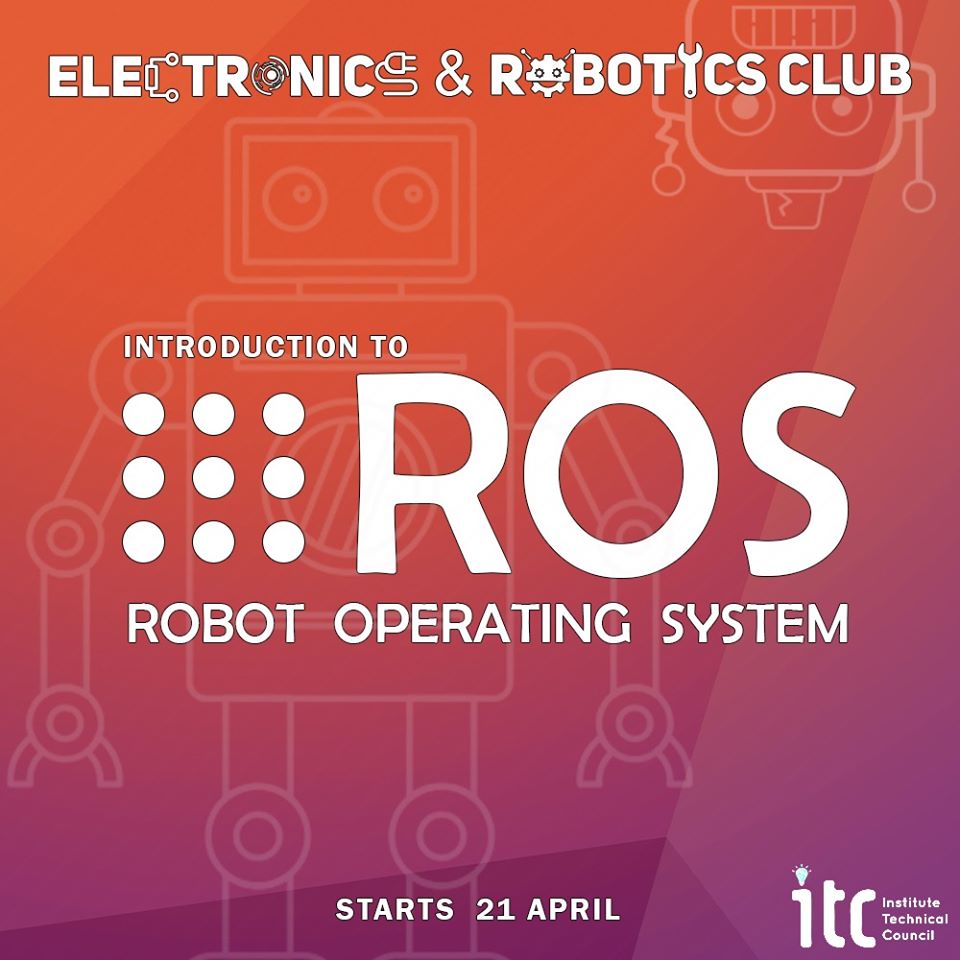 ELECTRONICS & ROBOTICS CLUB
INTRODUCTION TO
ROS
ROBOT OPERATING SYSTEM
STARTS 21 APRIL
itc
Institute
Technical
Council